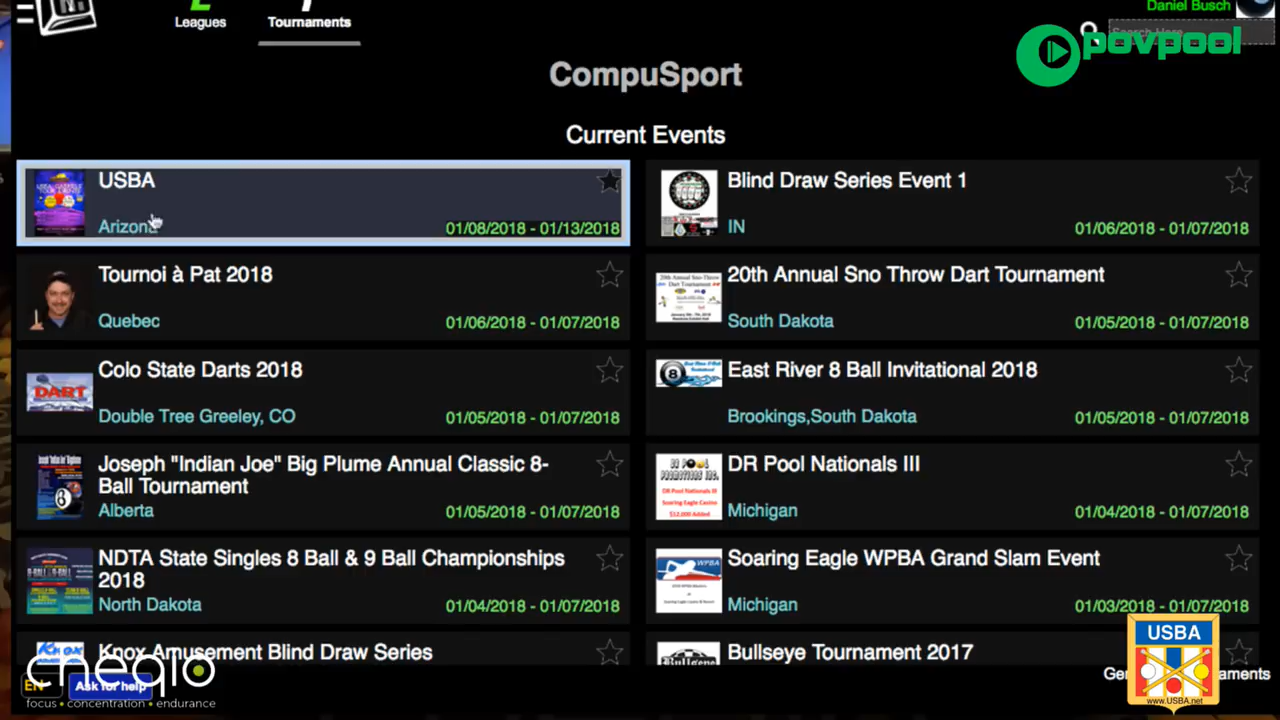 Leagues
Tournaments
Daniel Busch
Search Here
povpool
CompuSport
Current Events
USBA
Arizona
01/08/2018 - 01/13/2018
Blind Draw Series Event 1
IN
01/06/2018 - 01/07/2018
Tournoi à Pat 2018
Quebec
01/06/2018 - 01/07/2018
20th Annual Sno Throw Dart Tournament
South Dakota
01/05/2018 - 01/07/2018
Colo State Darts 2018
Double Tree Greeley, CO
01/05/2018 - 01/07/2018
East River 8 Ball Invitational 2018
Brookings,South Dakota
01/05/2018 - 01/07/2018
Joseph "Indian Joe" Big Plume Annual Classic 8-
Ball Tournament
Alberta
01/05/2018 - 01/07/2018
DR Pool Nationals III
Michigan
01/04/2018 - 01/07/2018
NDTA State Singles 8 Ball & 9 Ball Championships
2018
North Dakota
01/04/2018 - 01/07/2018
Soaring Eagle WPBA Grand Slam Event
Michigan
01/03/2018 - 01/07/2018
Knox Amusement Blind Draw Series
Bullseye Tournament 2017
cheqio
focus • concentration • endurance
EN
Ask for help
USBA
www.USBA.net